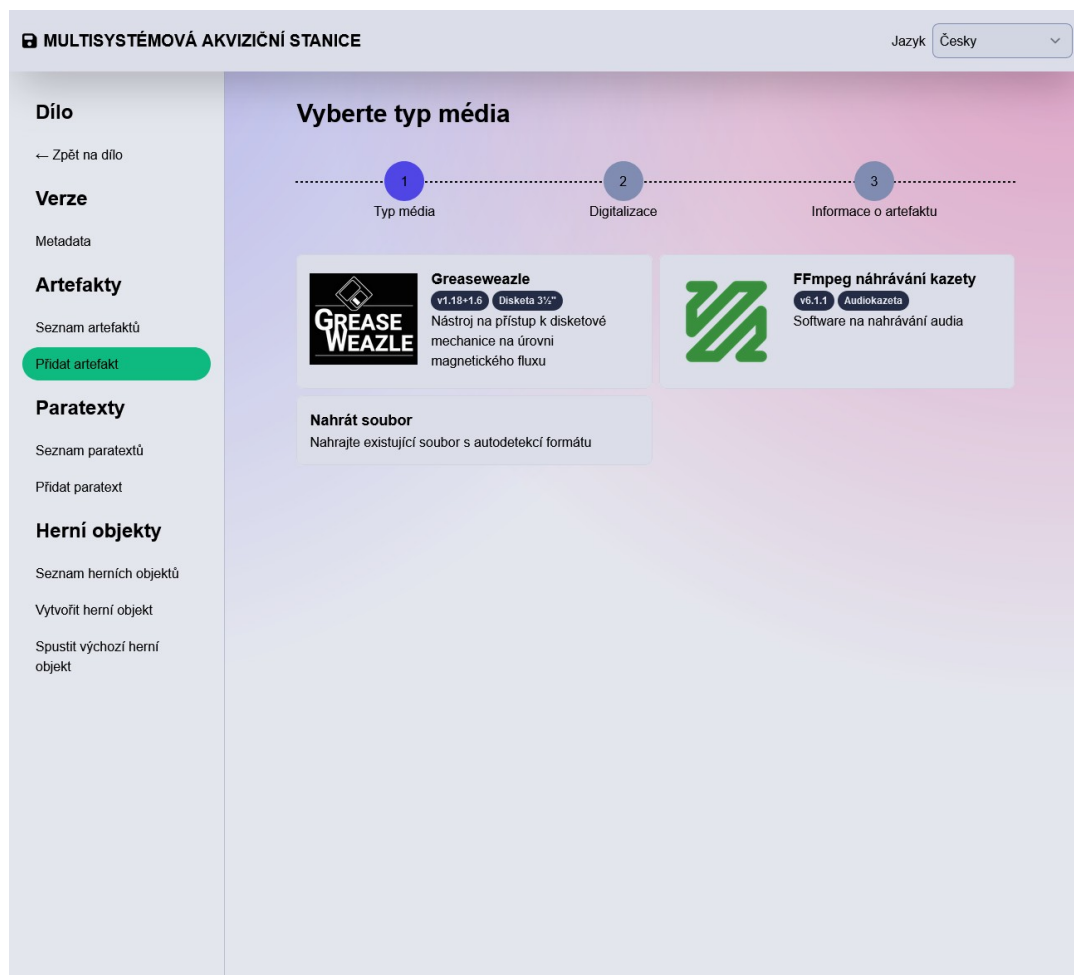 MULTISYSTÉMOVÁ AKVIZIČNÍ STANICE
Jazyk Česky
Dílo
← Zpět na dílo
Verze
Metadata
Artefakty
Seznam artefaktů
Přidat artefakt
Paratexty
Seznam paratextů
Přidat paratext
Herní objekty
Seznam herních objektů
Vytvořit herní objekt
Spustit výchozí herní
objekt
Vyberte typ média
1
Typ média
2
Digitalizace
3
Informace o artefaktu
GREASE
WEAZLE
Greaseweazle
v1.18+1.6 Disketa 3½"
Nástroj na přístup k disketové
mechanice na úrovni
magnetického fluxu
FFmpeg náhrávání kazety
v6.1.1 Audiokazeta
Software na nahrávání audia
Nahrát soubor
Nahrajte existující soubor s autodetekcí formátu